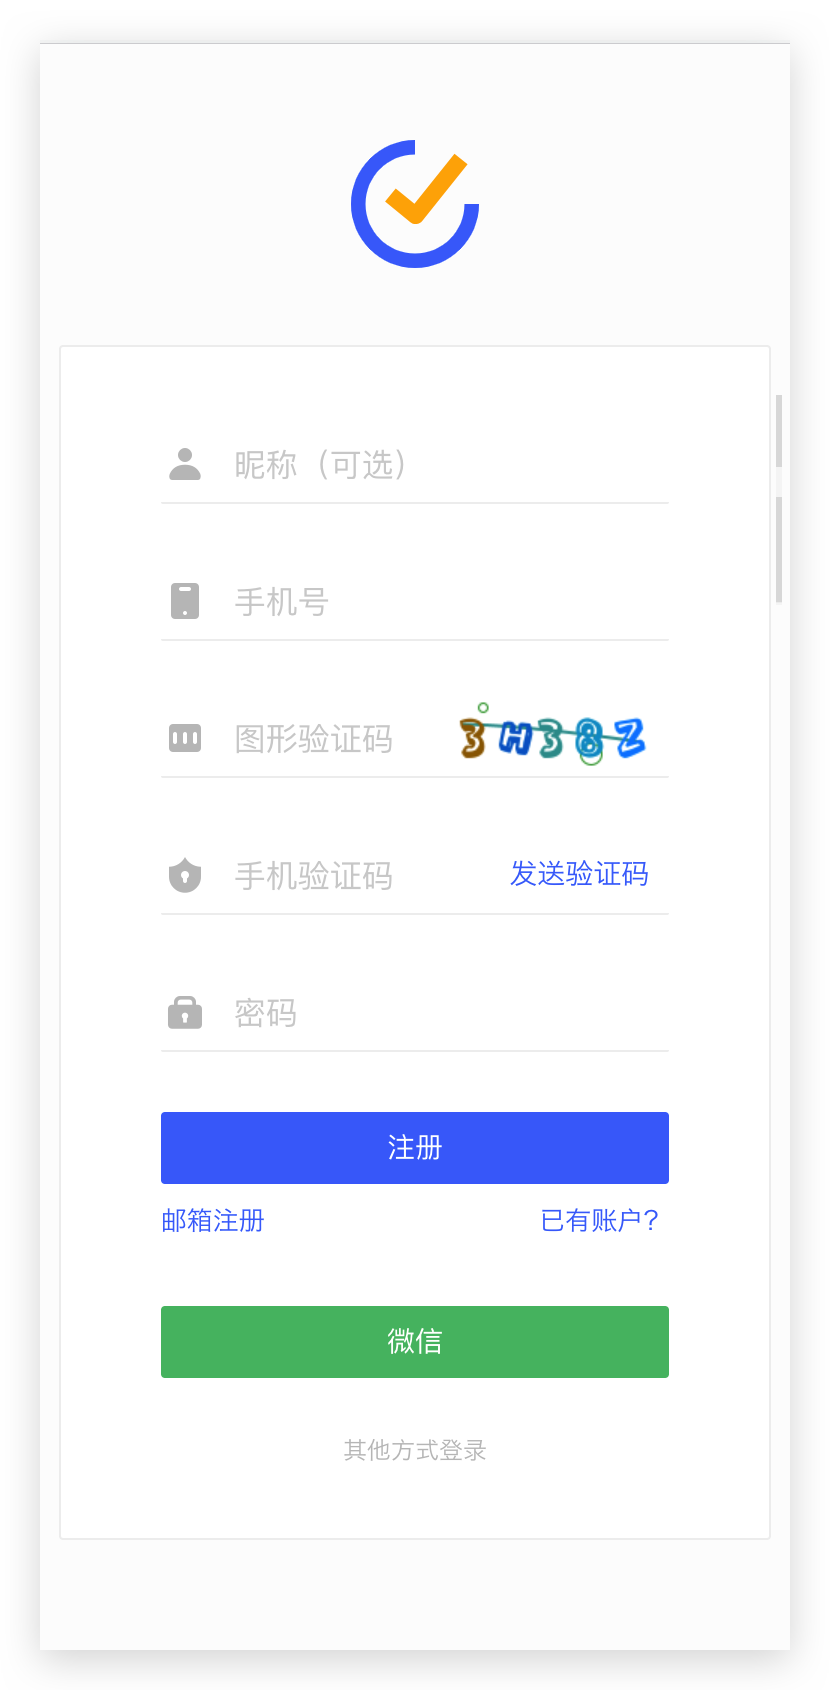 昵称（可选）
手机号
图形验证码 3H38Z
手机验证码 发送验证码
密码
注册
邮箱注册 已有账户?
微信
其他方式登录